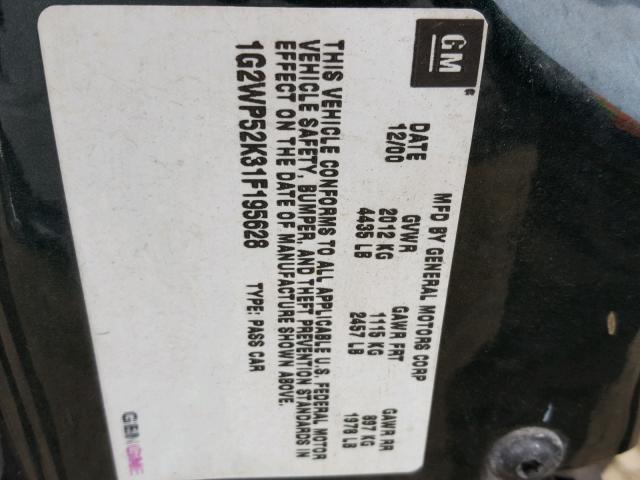 GM
MFD BY GENERAL MOTORS CORP
DATE GVWR GAWR FRT GAWR RR
12/00 2012 KG 1115 KG 897 KG
4435 LB 2457 LB 1978 LB
THIS VEHICLE CONFORMS TO ALL APPLICABLE U.S. FEDERAL MOTOR
VEHICLE SAFETY, BUMPER, AND THEFT PREVENTION STANDARDS IN
EFFECT ON THE DATE OF MANUFACTURE SHOWN ABOVE.
1G2WP52K31F195628 TYPE: PASS CAR